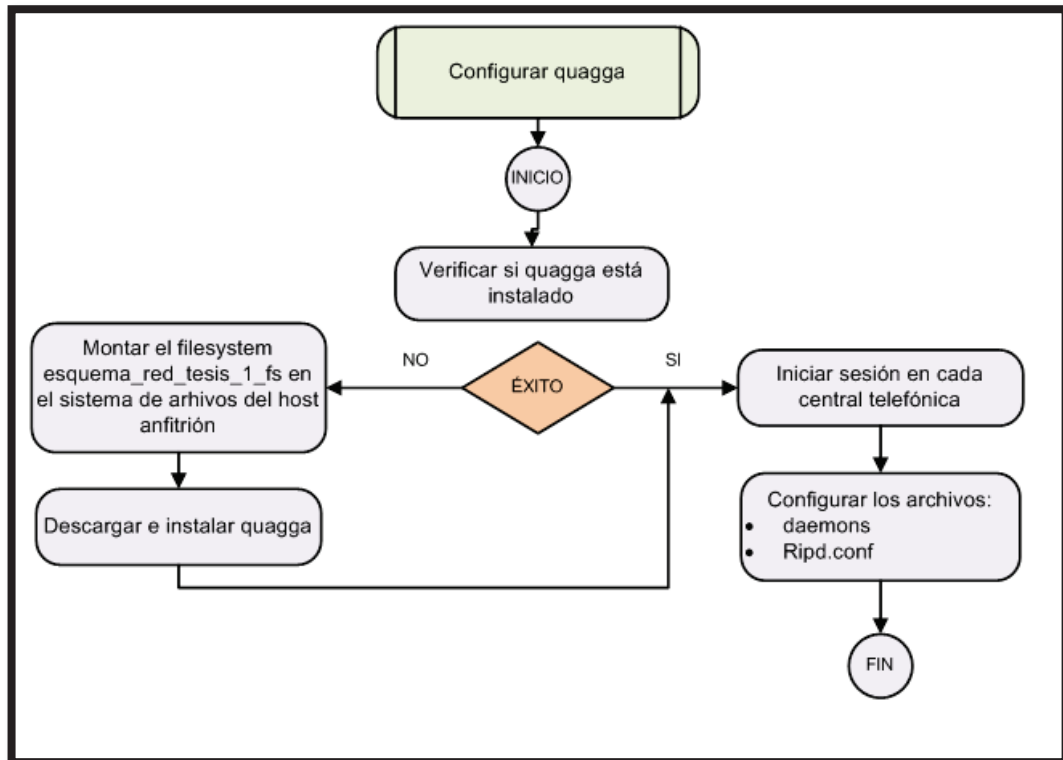 Configurar quagga
INICIO
Verificar si quagga está
instalado
Montar el filesystem
esquema_red_tesis_1_fs en
el sistema de arhivos del host
anfitrión
NO
ÉXITO
SI
Iniciar sesión en cada
central telefónica
Descargar e instalar quagga
Configurar los archivos:
• daemons
• Ripd.conf
FIN